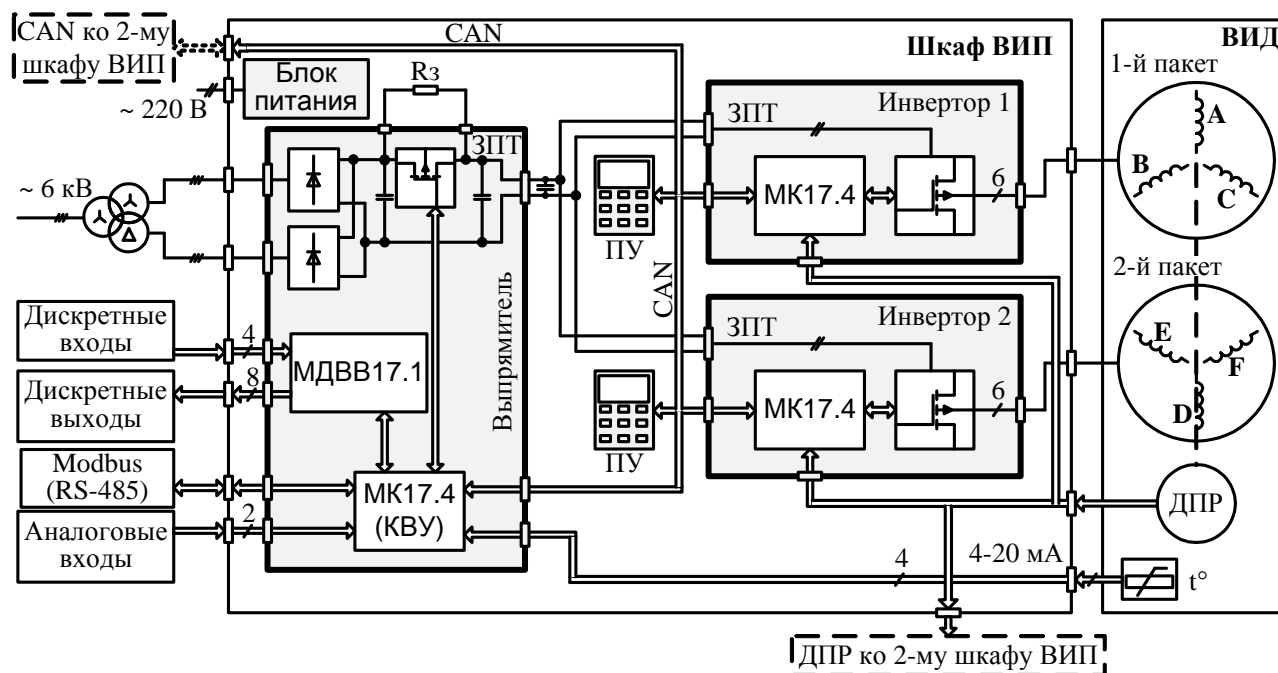 CAN ко 2-му
шкафу ВИП
CAN
Шкаф ВИП
ВИД
Блок
питания
~ 220 В
Rз
ЗПТ
~ 6 кВ
Выпрямитель
Дискретные
входы
4
МДВВ17.1
Дискретные
выходы
8
Modbus
(RS-485)
МК17.4
(КВУ)
Аналоговые
входы
2
CAN
ПУ
ЗПТ
Инвертор 1
МК17.4
6
ПУ
ЗПТ
Инвертор 2
МК17.4
6
1-й пакет
A
B
C
2-й пакет
E
F
D
ДПР
4
4-20 мА
t°
ДПР ко 2-му шкафу ВИП